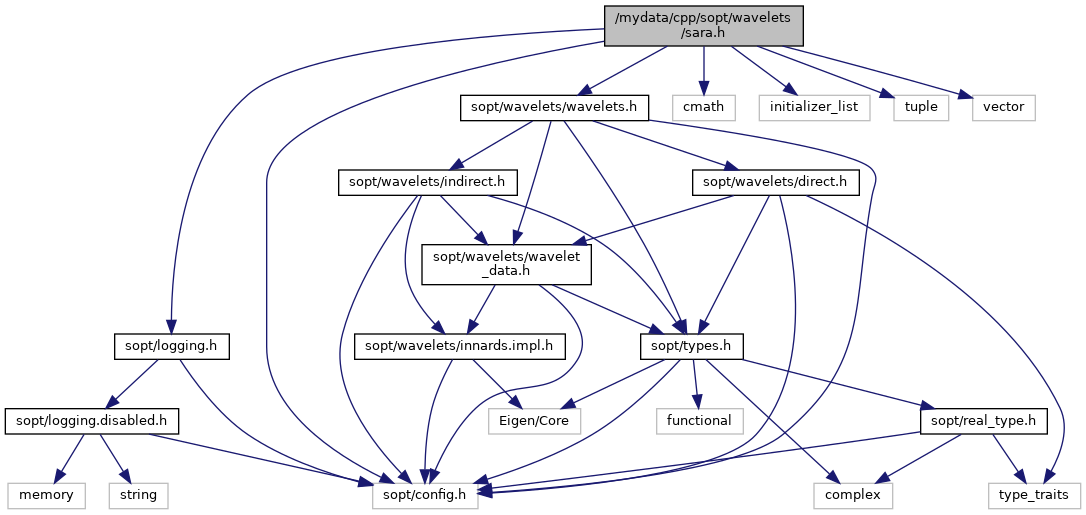 /mydata/cpp/sopt/wavelets
/sara.h
sopt/wavelets/wavelets.h
cmath
initializer_list
tuple
vector
sopt/wavelets/indirect.h
sopt/wavelets/direct.h
sopt/wavelets/wavelet
_data.h
sopt/logging.h
sopt/wavelets/innards.impl.h
sopt/types.h
sopt/logging.disabled.h
Eigen/Core
functional
sopt/real_type.h
memory
string
sopt/config.h
complex
type_traits